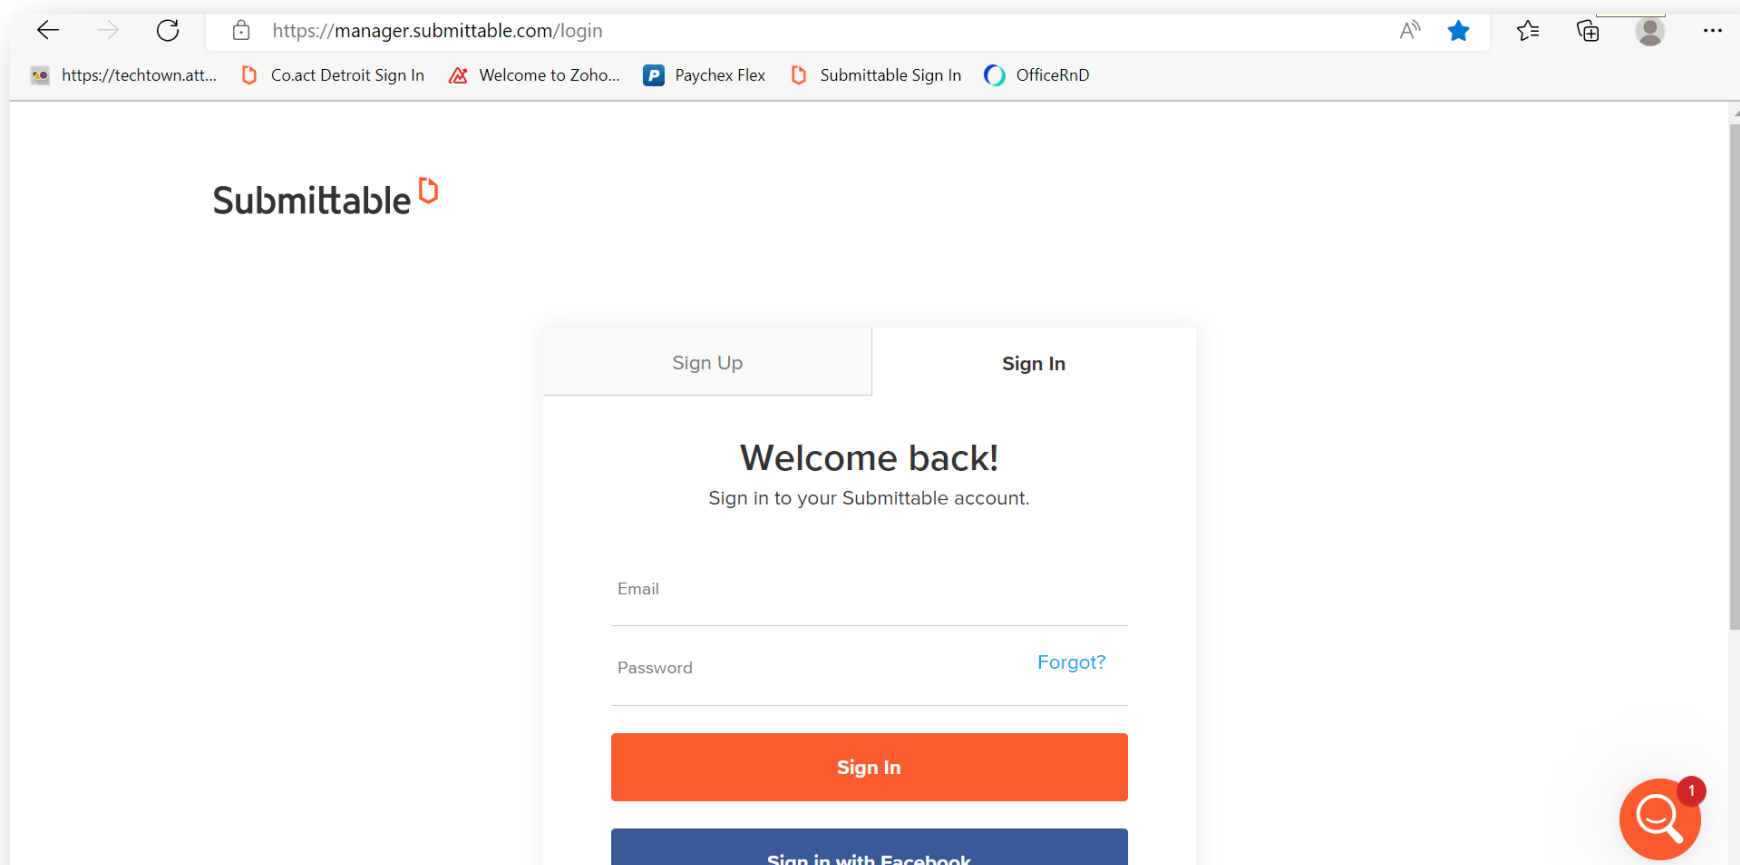 https://manager.submittable.com/login
https://techtown.att... Co.act Detroit Sign In Welcome to Zoho... Paychex Flex Submittable Sign In OfficeRnD
Submittable
Sign Up Sign In
Welcome back!
Sign in to your Submittable account.
Email
Password Forgot?
Sign In
1
Sign in with Facebook